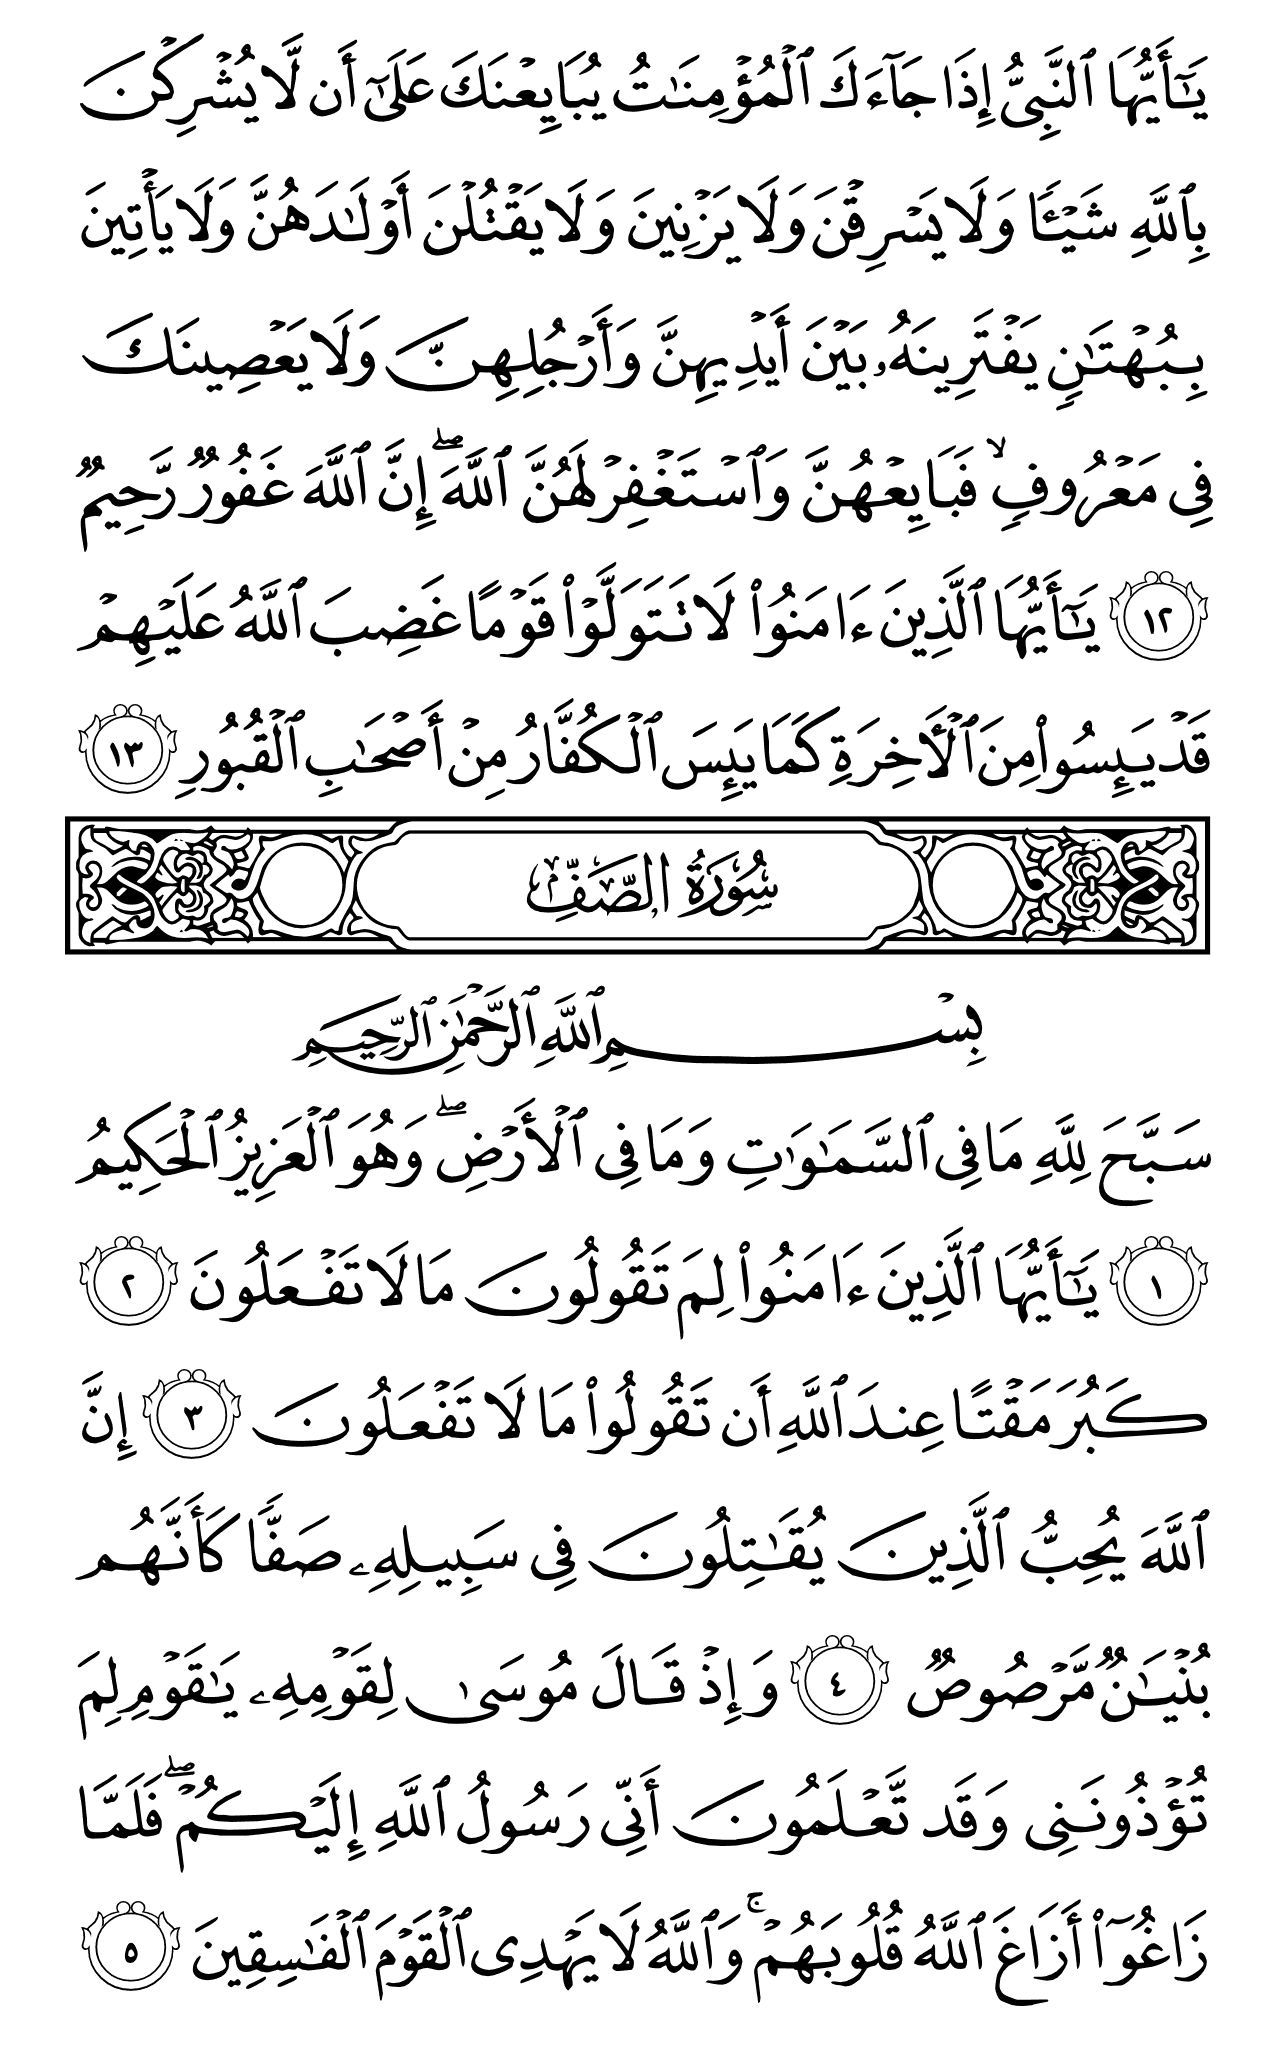 يَٰٓأَيُّهَا ٱلنَّبِىُّ إِذَا جَآءَكَ ٱلْمُؤْمِنَٰتُ يُبَايِعْنَكَ عَلَىٰٓ أَن لَّا يُشْرِكْنَ
بِٱللَّهِ شَيْـًٔا وَلَا يَسْرِقْنَ وَلَا يَزْنِينَ وَلَا يَقْتُلْنَ أَوْلَٰدَهُنَّ وَلَا يَأْتِينَ
بِبُهْتَٰنٍ يَفْتَرِينَهُۥ بَيْنَ أَيْدِيهِنَّ وَأَرْجُلِهِنَّ وَلَا يَعْصِينَكَ
فِى مَعْرُوفٍ ۙ فَبَايِعْهُنَّ وَٱسْتَغْفِرْ لَهُنَّ ٱللَّهَ ۖ إِنَّ ٱللَّهَ غَفُورٌ رَّحِيمٌ
١٢ يَٰٓأَيُّهَا ٱلَّذِينَ ءَامَنُوا۟ لَا تَتَوَلَّوْا۟ قَوْمًا غَضِبَ ٱللَّهُ عَلَيْهِمْ
قَدْ يَئِسُوا۟ مِنَ ٱلْأَخِرَةِ كَمَا يَئِسَ ٱلْكُفَّارُ مِنْ أَصْحَٰبِ ٱلْقُبُورِ ١٣
سُورَةُ الصَّفِّ
بِسْمِ ٱللَّهِ ٱلرَّحْمَٰنِ ٱلرَّحِيمِ
سَبَّحَ لِلَّهِ مَا فِى ٱلسَّمَٰوَٰتِ وَمَا فِى ٱلْأَرْضِ ۖ وَهُوَ ٱلْعَزِيزُ ٱلْحَكِيمُ
١ يَٰٓأَيُّهَا ٱلَّذِينَ ءَامَنُوا۟ لِمَ تَقُولُونَ مَا لَا تَفْعَلُونَ ٢
كَبُرَ مَقْتًا عِندَ ٱللَّهِ أَن تَقُولُوا۟ مَا لَا تَفْعَلُونَ ٣ إِنَّ
ٱللَّهَ يُحِبُّ ٱلَّذِينَ يُقَٰتِلُونَ فِى سَبِيلِهِۦ صَفًّا كَأَنَّهُم
بُنْيَٰنٌ مَّرْصُوصٌ ٤ وَإِذْ قَالَ مُوسَىٰ لِقَوْمِهِۦ يَٰقَوْمِ لِمَ
تُؤْذُونَنِى وَقَد تَّعْلَمُونَ أَنِّى رَسُولُ ٱللَّهِ إِلَيْكُمْ ۖ فَلَمَّا
زَاغُوٓا۟ أَزَاغَ ٱللَّهُ قُلُوبَهُمْ ۚ وَٱللَّهُ لَا يَهْدِى ٱلْقَوْمَ ٱلْفَٰسِقِينَ ٥